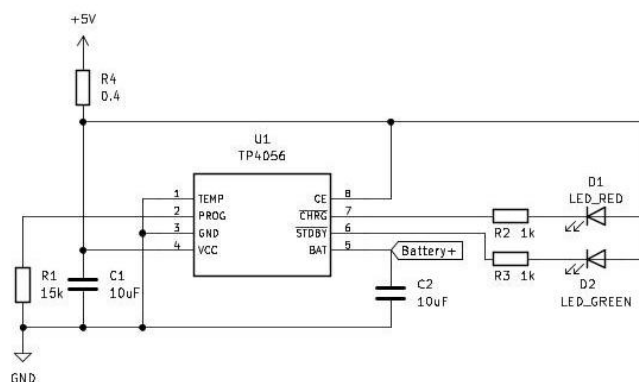 +5V
R4
0.4
U1
TP4056
1 TEMP CE 8
2 PROG CHRG 7
3 GND STDBY 6
4 VCC BAT 5
Battery+
R1
15k
C1
10uF
C2
10uF
R2 1k
R3 1k
D1
LED_RED
D2
LED_GREEN
GND